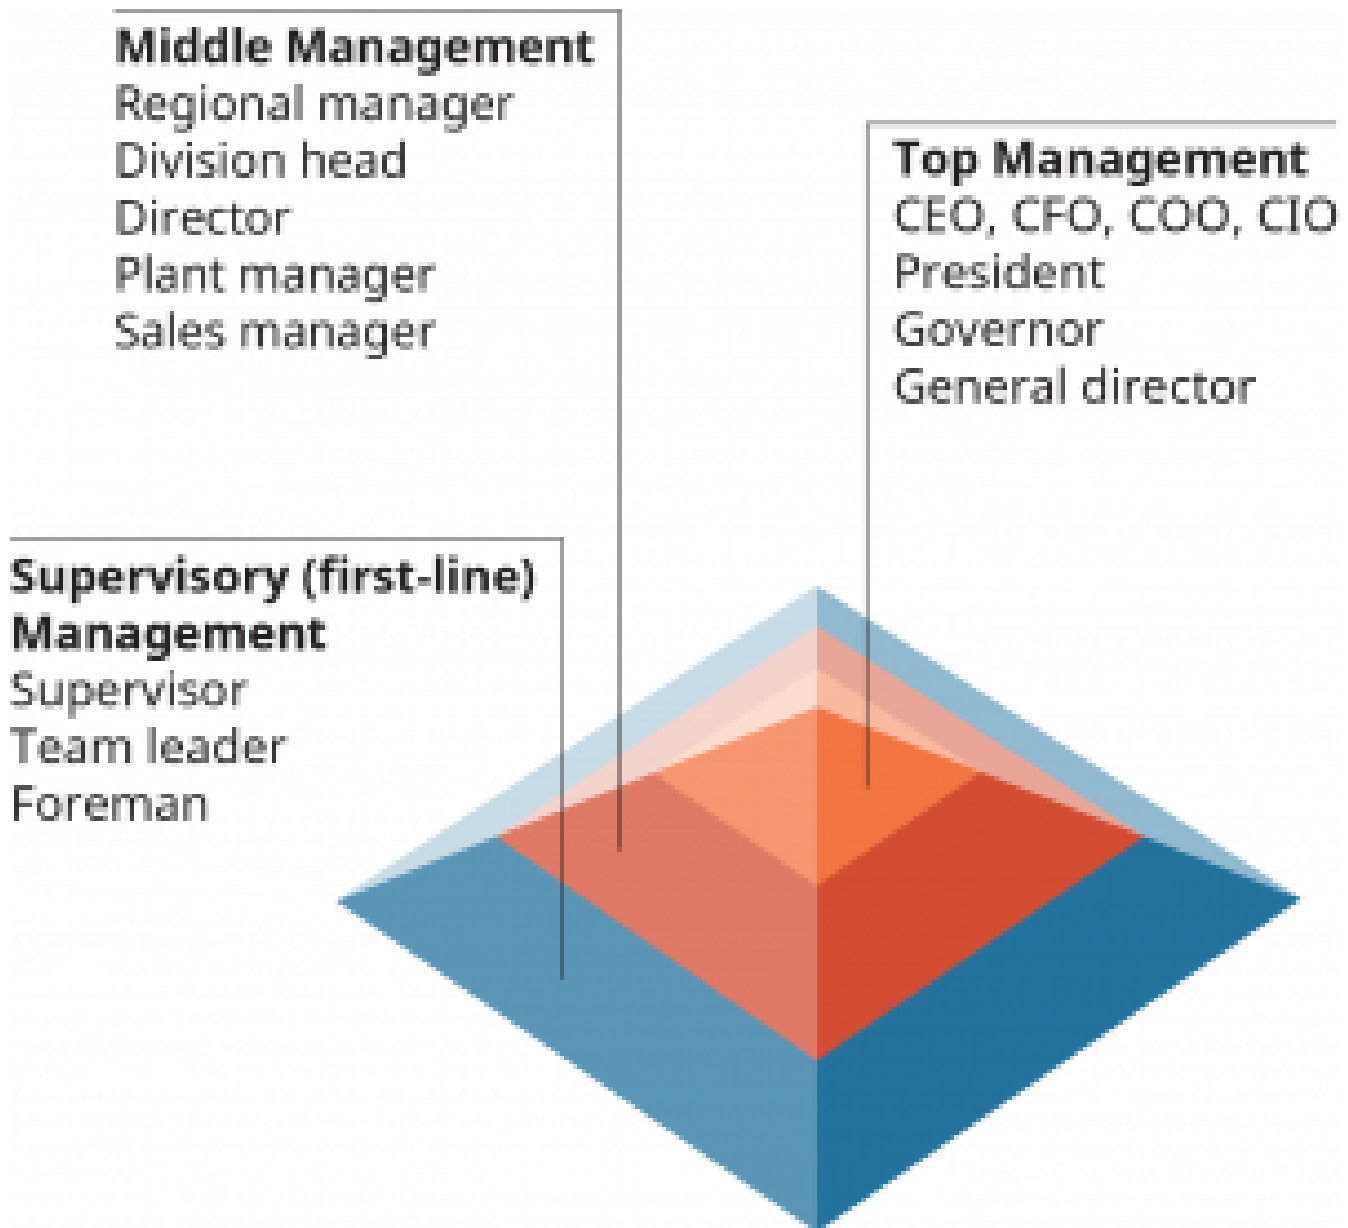 Middle Management
Regional manager
Division head
Director
Plant manager
Sales manager
Top Management
CEO, CFO, COO, CIO
President
Governor
General director
Supervisory (first-line)
Management
Supervisor
Team leader
Foreman